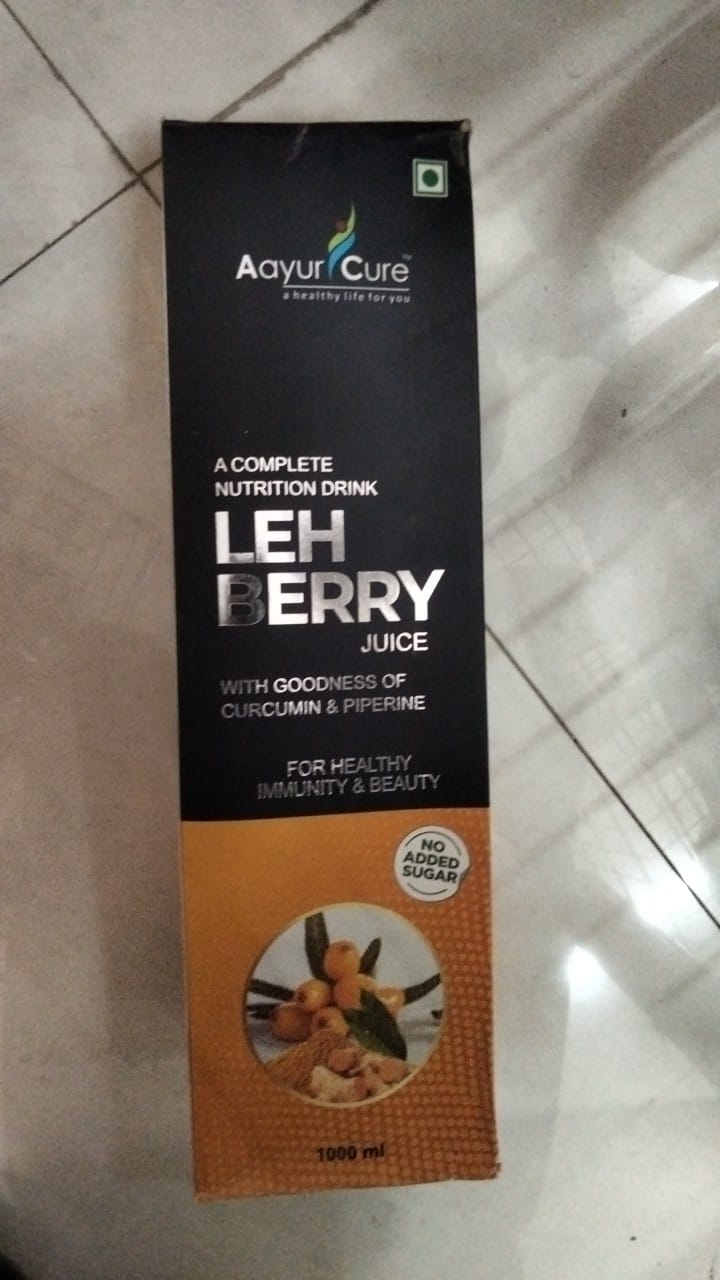 Aayur Cure™
a healthy life for you
A COMPLETE
NUTRITION DRINK
LEH
BERRY
JUICE
WITH GOODNESS OF
CURCUMIN & PIPERINE
FOR HEALTHY
IMMUNITY & BEAUTY
NO
ADDED
SUGAR
1000 ml